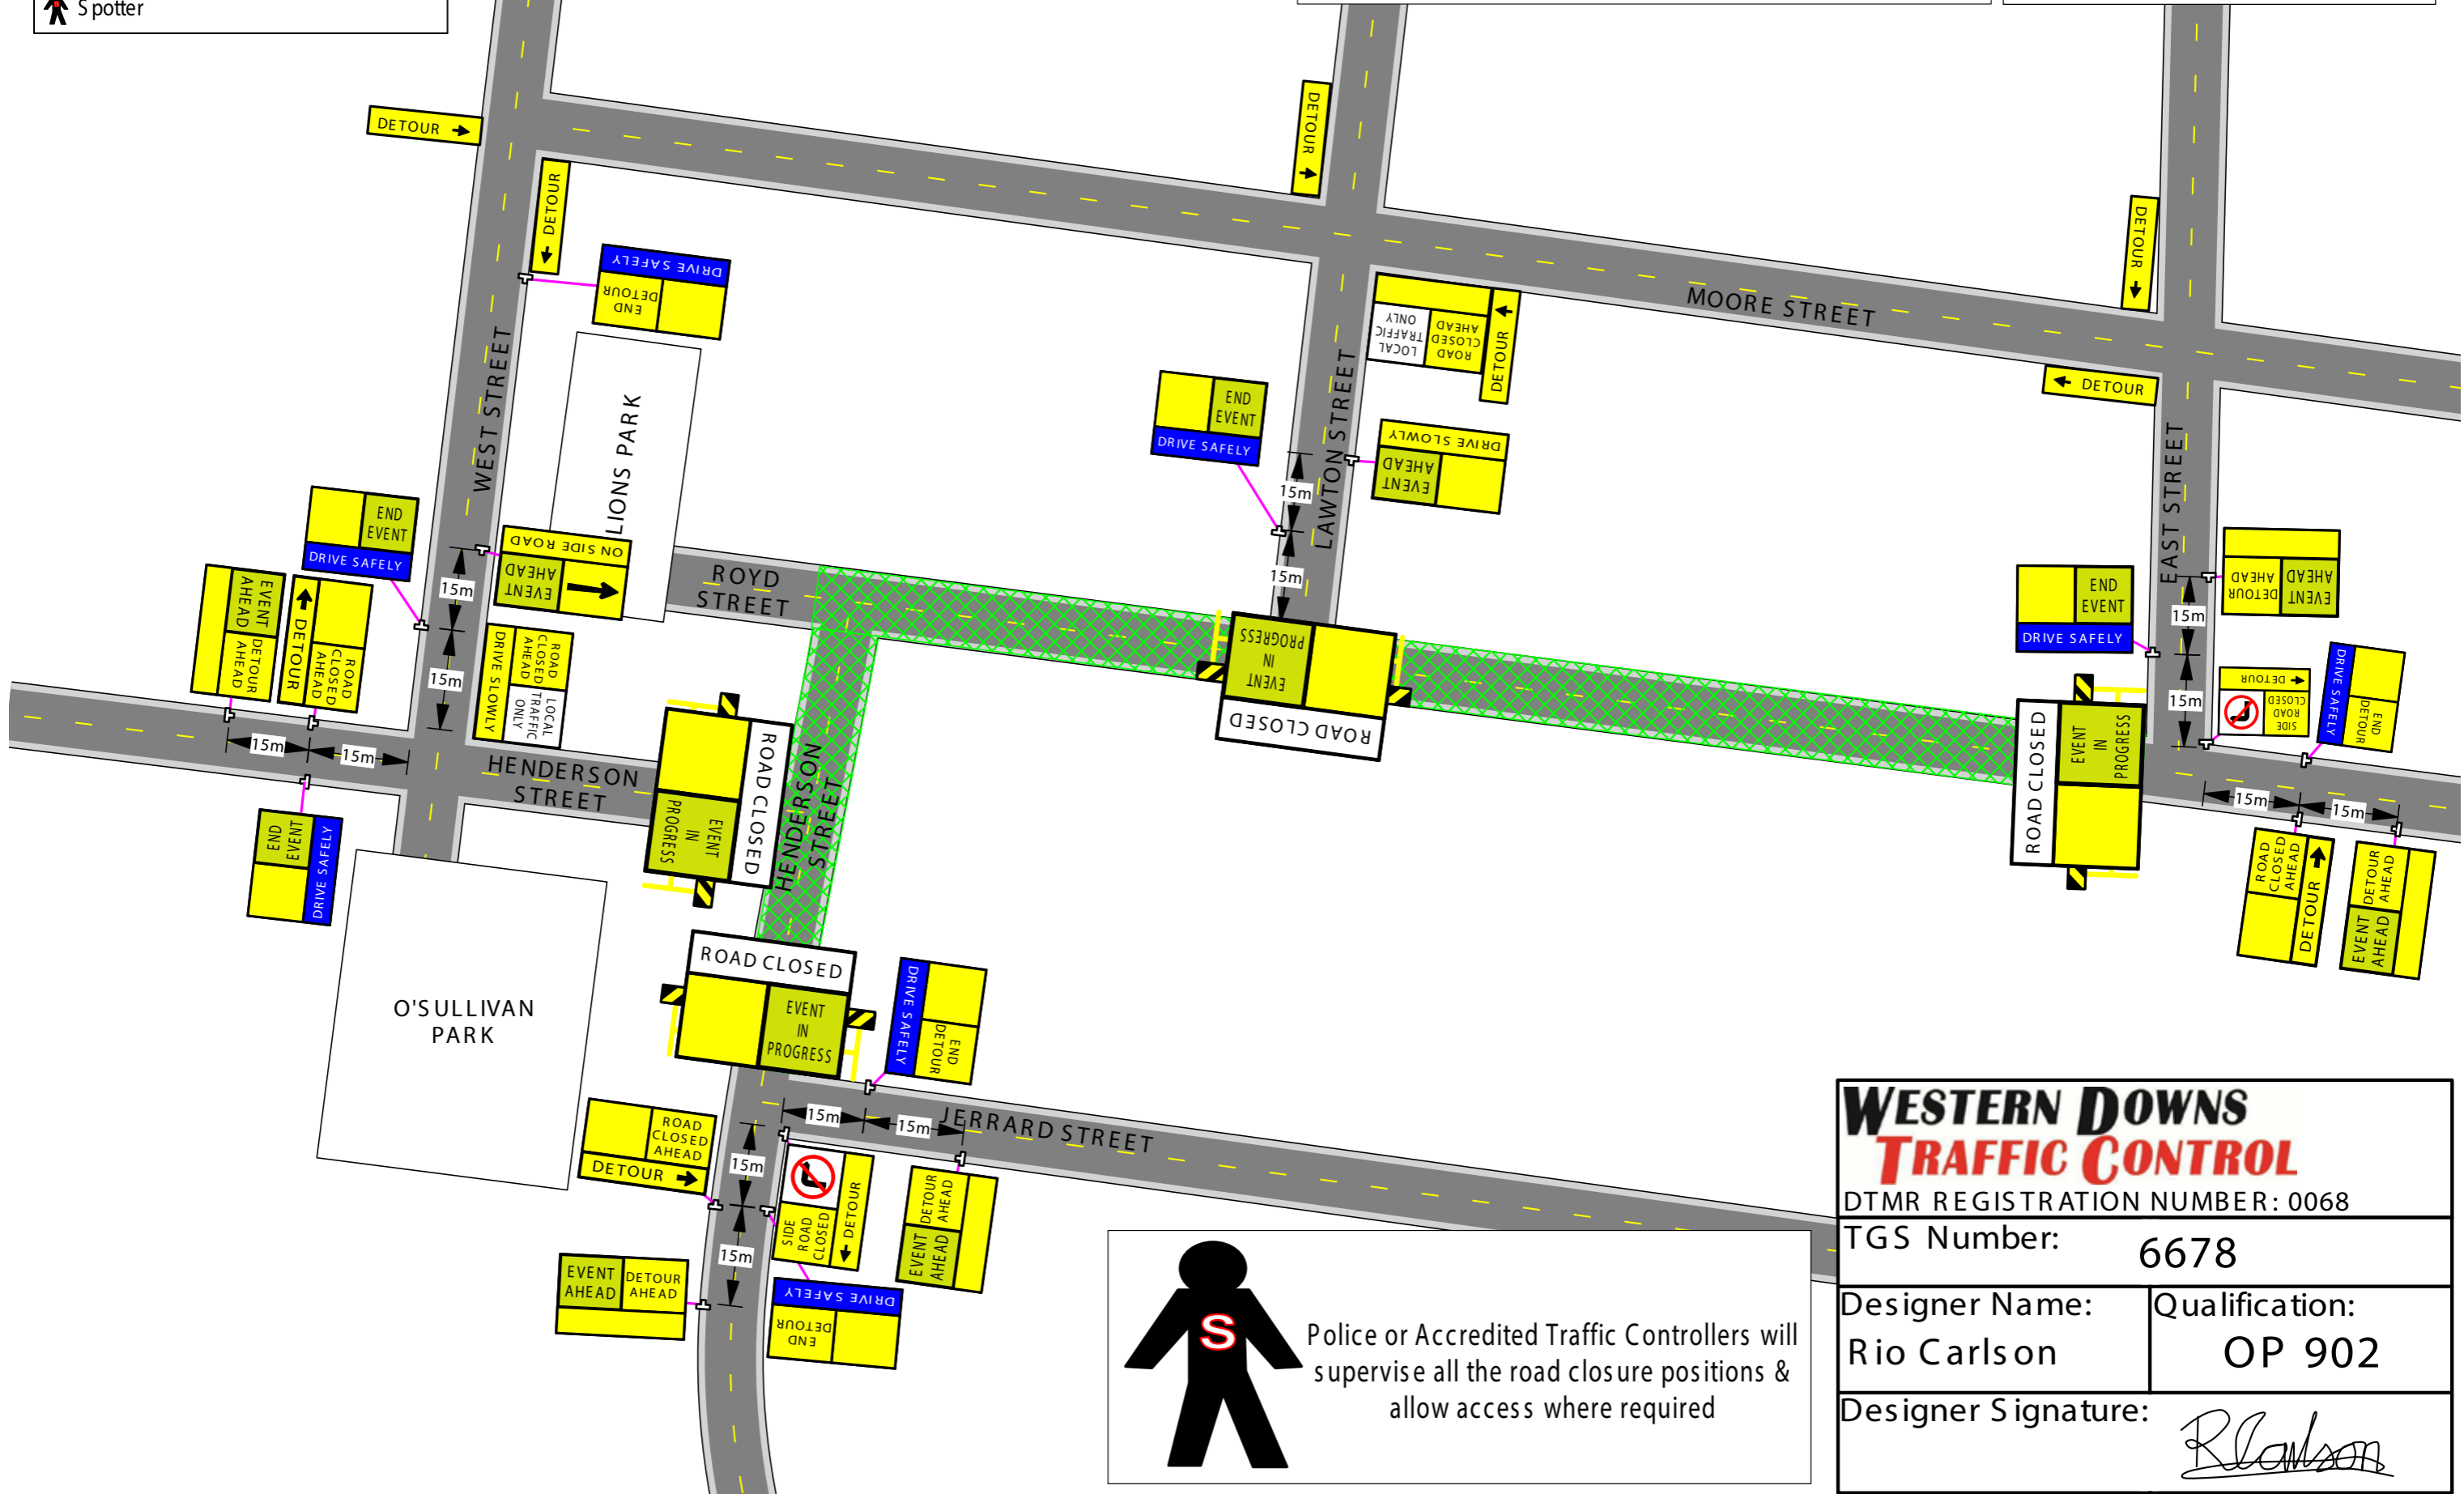 Spotter
DETOUR
DETOUR
DRIVE SAFELY
END
DETOUR
WEST STREET
LIONS PARK
DETOUR
MOORE STREET
LOCAL
TRAFFIC
ONLY
ROAD
CLOSED
AHEAD
DETOUR
END
EVENT
DRIVE SAFELY
LAWTON STREET
DRIVE SLOWLY
EVENT
AHEAD
15m
15m
DETOUR
DETOUR
EAST STREET
END
EVENT
DRIVE SAFELY
ON SIDE ROAD
EVENT
AHEAD
15m
15m
EVENT
AHEAD
DETOUR
AHEAD
DETOUR
ROAD
CLOSED
AHEAD
DRIVE SLOWLY
ROAD
CLOSED
AHEAD
LOCAL
TRAFFIC
ONLY
15m
15m
END
EVENT
DRIVE SAFELY
HENDERSON
STREET
ROYD
STREET
EVENT
IN
PROGRESS
ROAD CLOSED
HENDERSON
STREET
EVENT
IN
PROGRESS
ROAD CLOSED
END
EVENT
DRIVE SAFELY
EVENT
AHEAD
DETOUR
AHEAD
15m
15m
DETOUR
SIDE
ROAD
CLOSED
DRIVE SAFELY
END
DETOUR
ROAD CLOSED
EVENT
IN
PROGRESS
15m
15m
ROAD
CLOSED
AHEAD
DETOUR
DETOUR
AHEAD
EVENT
AHEAD
O'SULLIVAN
PARK
ROAD CLOSED
EVENT
IN
PROGRESS
DRIVE SAFELY
END
DETOUR
15m
15m
JERRARD STREET
ROAD
CLOSED
AHEAD
DETOUR
15m
15m
SIDE
ROAD
CLOSED
DETOUR
DETOUR
AHEAD
EVENT
AHEAD
EVENT
AHEAD
DETOUR
AHEAD
DRIVE SAFELY
END
DETOUR
S
Police or Accredited Traffic Controllers will
supervise all the road closure positions &
allow access where required
WESTERN DOWNS
TRAFFIC CONTROL
DTMR REGISTRATION NUMBER: 0068
TGS Number: 6678
Designer Name:
Rio Carlson
Qualification:
OP 902
Designer Signature:
RCarlson